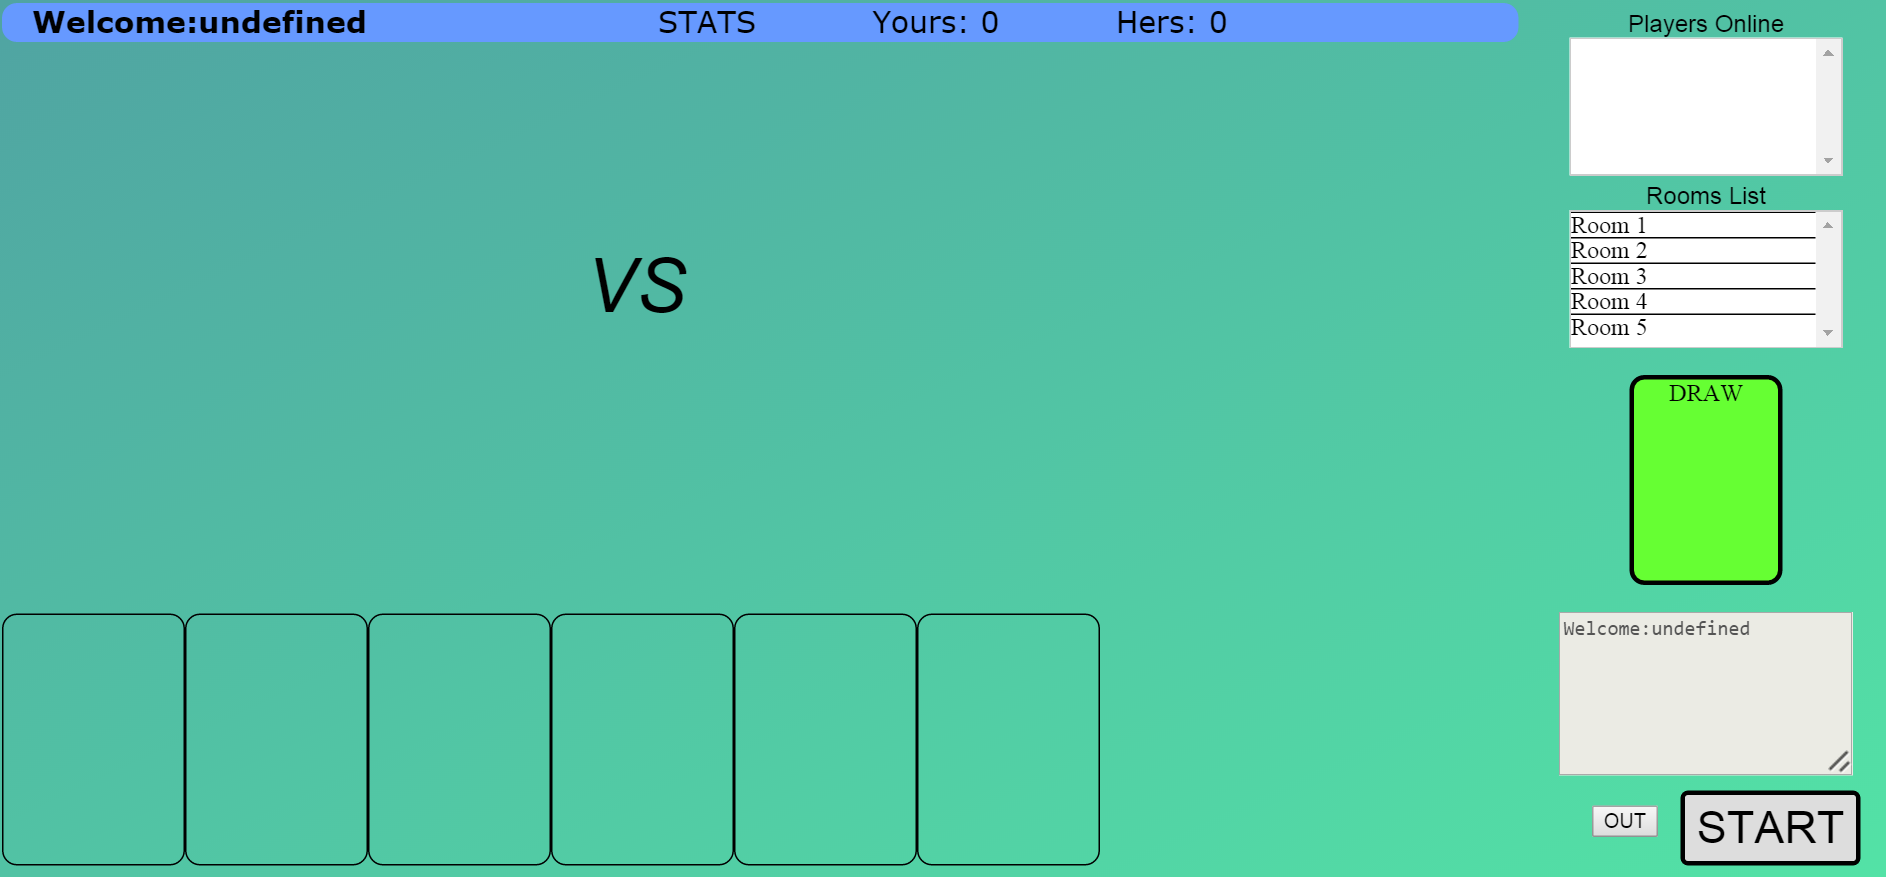 Welcome:undefined STATS Yours: 0 Hers: 0
Players Online
Rooms List
Room 1
Room 2
Room 3
Room 4
Room 5
VS
DRAW
Welcome:undefined
OUT
START